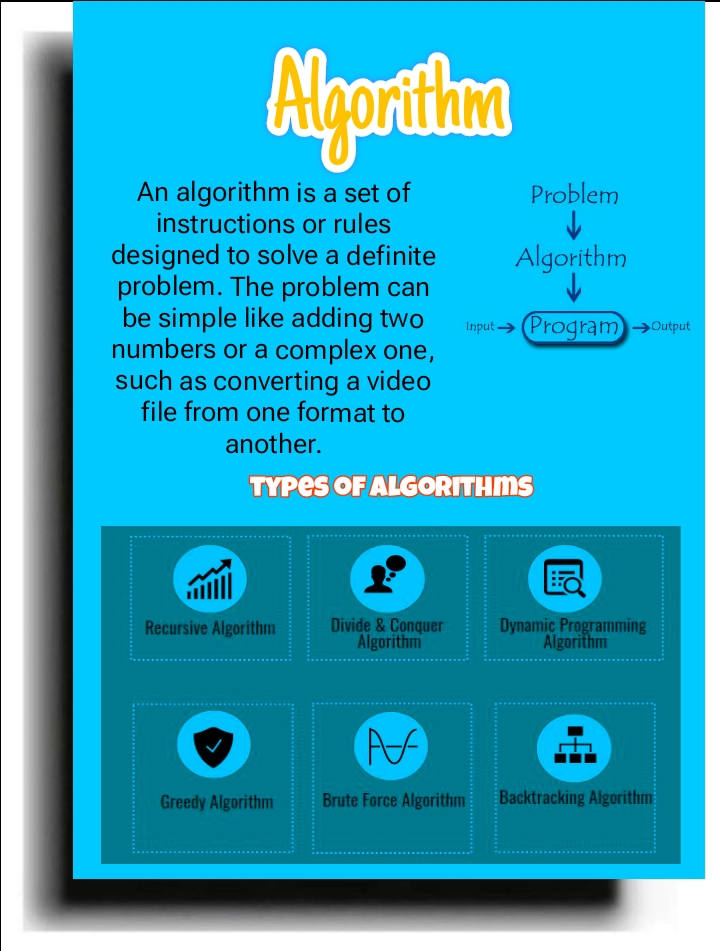 Algorithm
An algorithm is a set of
instructions or rules
designed to solve a definite
problem. The problem can
be simple like adding two
numbers or a complex one,
such as converting a video
file from one format to
another.
Problem
Algorithm
Input Program Output
TYPES OF ALGORITHMS
Recursive Algorithm
Divide & Conquer
Algorithm
Dynamic Programming
Algorithm
Greedy Algorithm
Brute Force Algorithm
Backtracking Algorithm